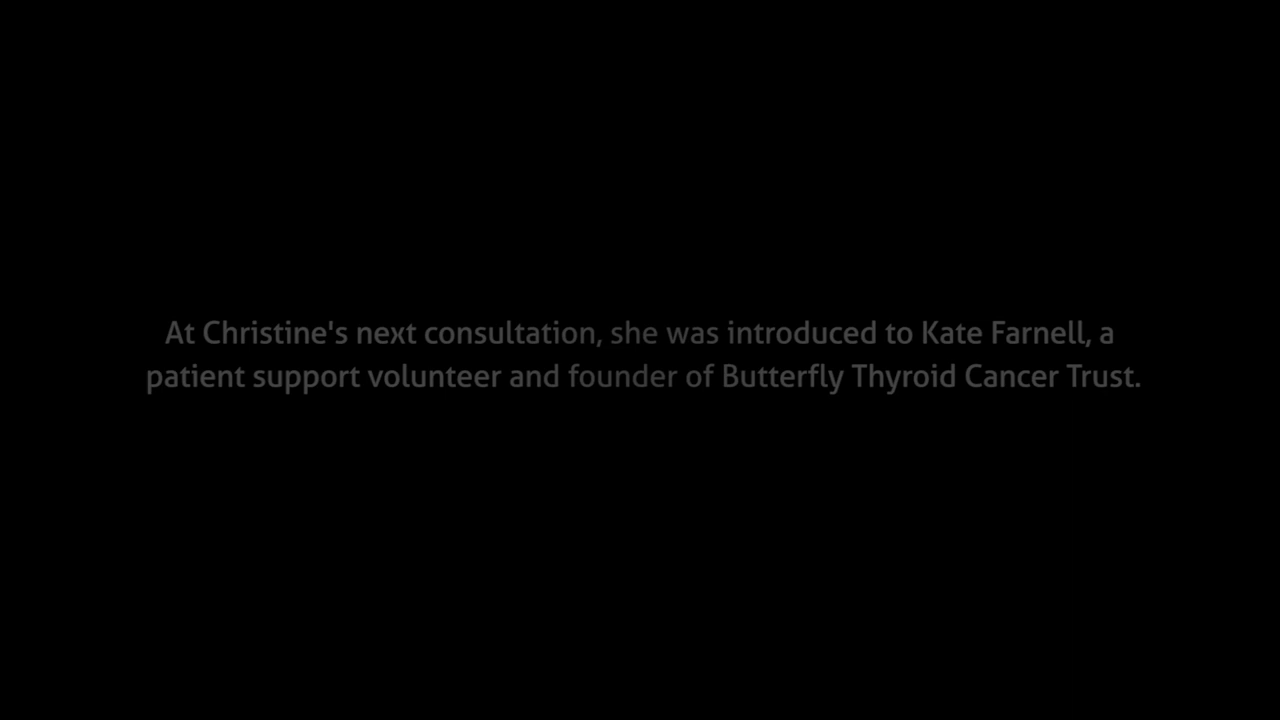 At Christine's next consultation, she was introduced to Kate Farnell, a
patient support volunteer and founder of Butterfly Thyroid Cancer Trust.